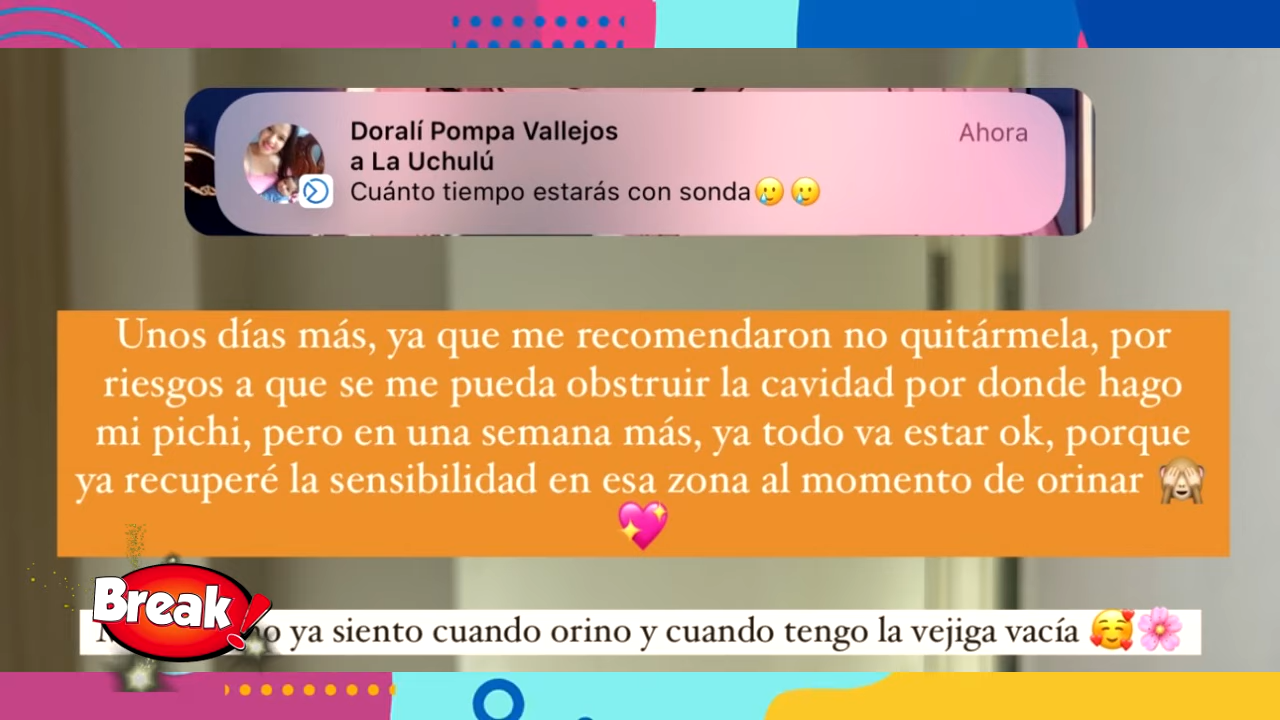 Doralí Pompa Vallejos
Ahora
a La Uchulú
Cuánto tiempo estarás con sonda🥲🥲
Unos días más, ya que me recomendaron no quitármela, por
riesgos a que se me pueda obstruir la cavidad por donde hago
mi pichi, pero en una semana más, ya todo va estar ok, porque
ya recuperé la sensibilidad en esa zona al momento de orinar 🙈
💖
Break!
ya siento cuando orino y cuando tengo la vejiga vacía 🥰🌸